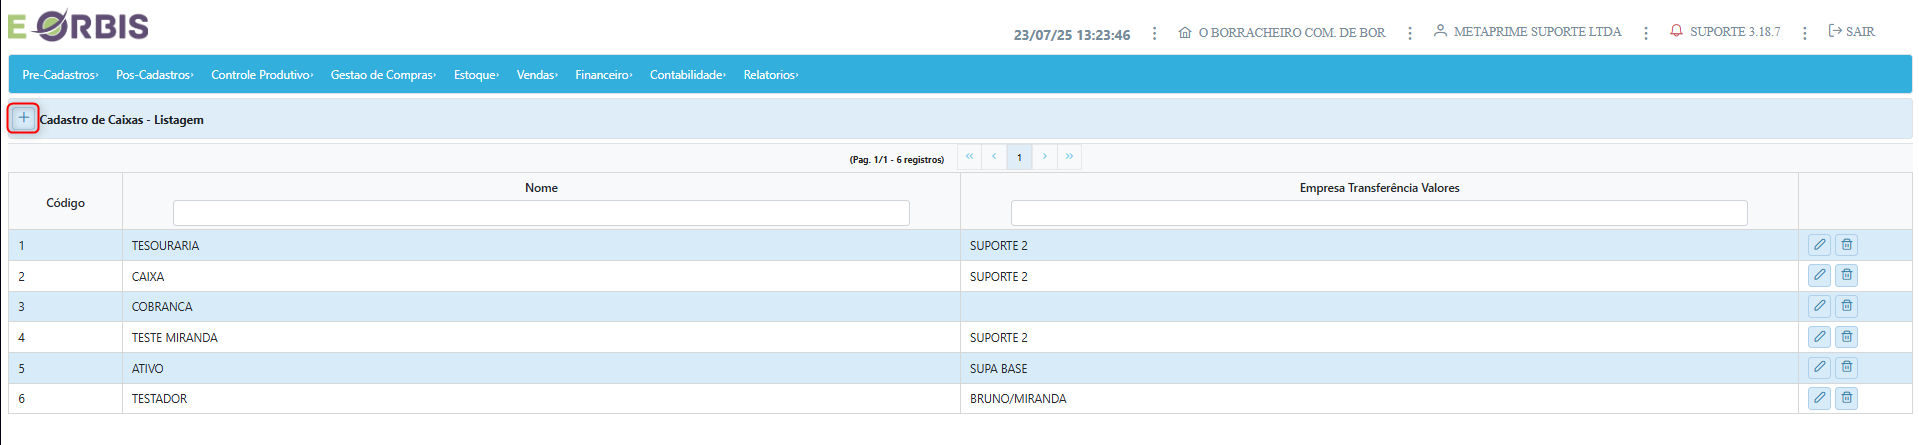 E ORBIS
23/07/25 13:23:46 O BORRACHEIRO COM. DE BOR METAPRIME SUPORTE LTDA SUPORTE 3.18.7 SAIR
Pre-Cadastros Pos-Cadastros Controle Produtivo Gestao de Compras Estoque Vendas Financeiro Contabilidade Relatorios
+ Cadastro de Caixas - Listagem
(Pag. 1/1 - 6 registros) « ‹ 1 › »
Código Nome Empresa Transferência Valores
1 TESOURARIA SUPORTE 2
2 CAIXA SUPORTE 2
3 COBRANCA
4 TESTE MIRANDA SUPORTE 2
5 ATIVO SUPA BASE
6 TESTADOR BRUNO/MIRANDA